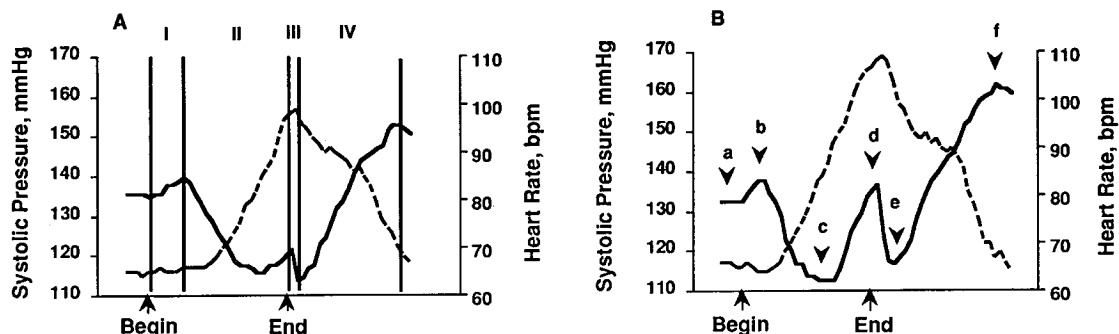 A
I II III IV
Systolic Pressure, mmHg
170
160
150
140
130
120
110
110
100
90
80
70
60
Heart Rate, bpm
Begin End
B
a b c d e f
Systolic Pressure, mmHg
170
160
150
140
130
120
110
110
100
90
80
70
60
Heart Rate, bpm
Begin End